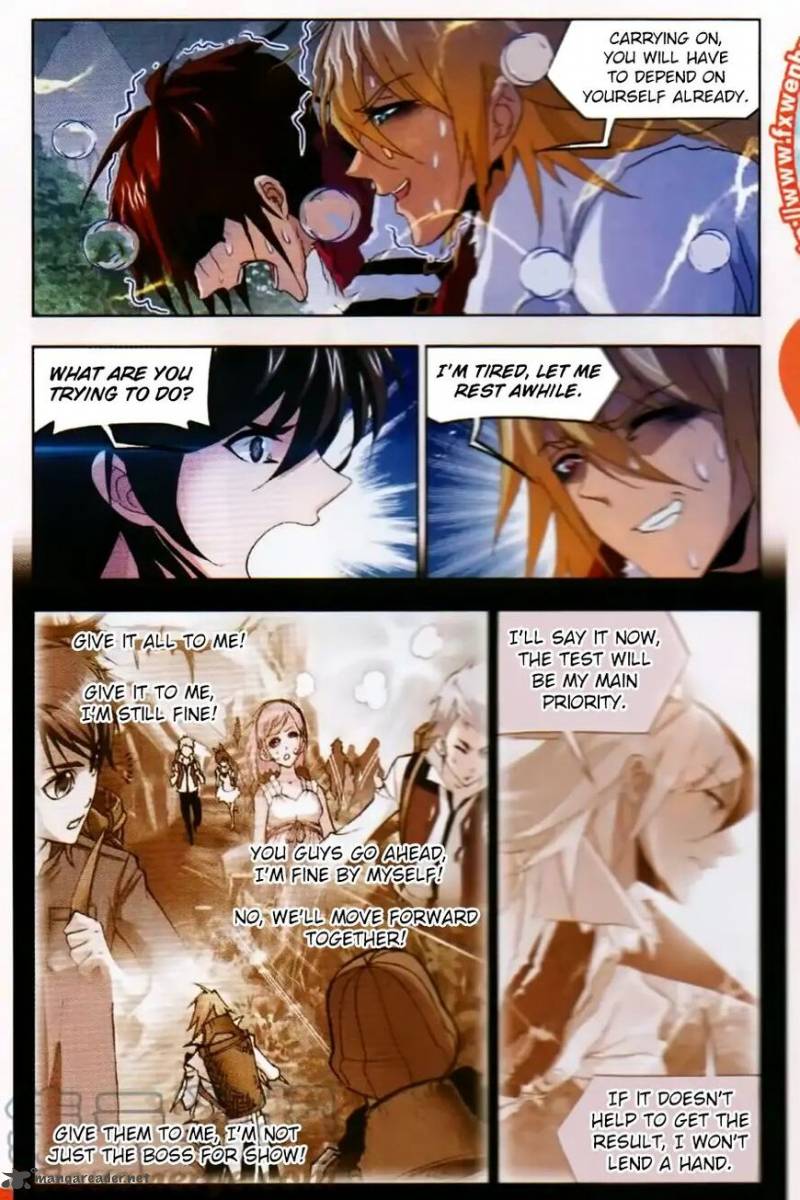 CARRYING ON,
YOU WILL HAVE
TO DEPEND ON
YOURSELF ALREADY.
WHAT ARE YOU
TRYING TO DO?
I'M TIRED, LET ME
REST AWHILE.
GIVE IT ALL TO ME!
GIVE IT TO ME,
I'M STILL FINE!
YOU GUYS GO AHEAD,
I'M FINE BY MYSELF!
NO, WE'LL MOVE FORWARD
TOGETHER!
GIVE THEM TO ME, I'M NOT
JUST THE BOSS FOR SHOW!
I'LL SAY IT NOW,
THE TEST WILL
BE MY MAIN
PRIORITY.
IF IT DOESN'T
HELP TO GET THE
RESULT, I WON'T
LEND A HAND.
mangareader.net